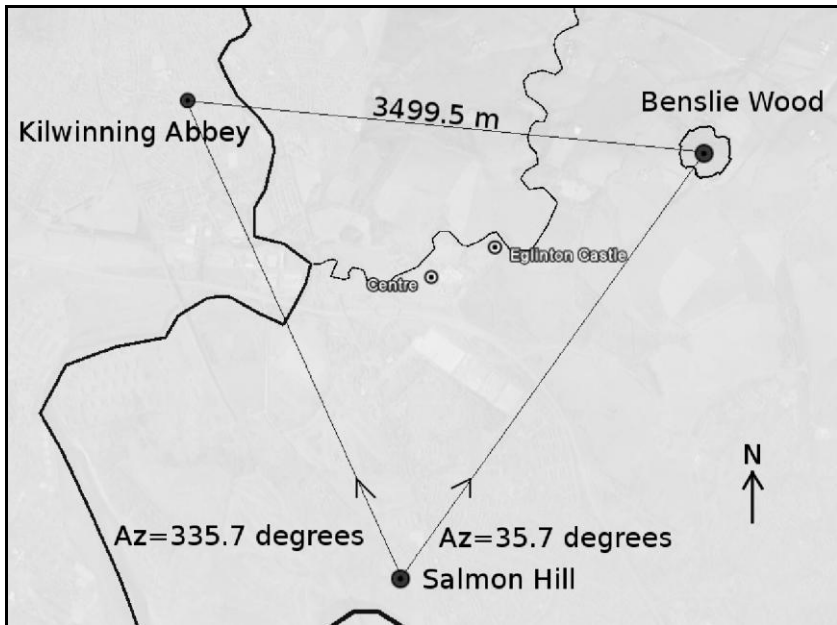 3499.5 m
Benslie Wood
Kilwinning Abbey
Eglinton Castle
Centre
N
Az=335.7 degrees
Az=35.7 degrees
Salmon Hill